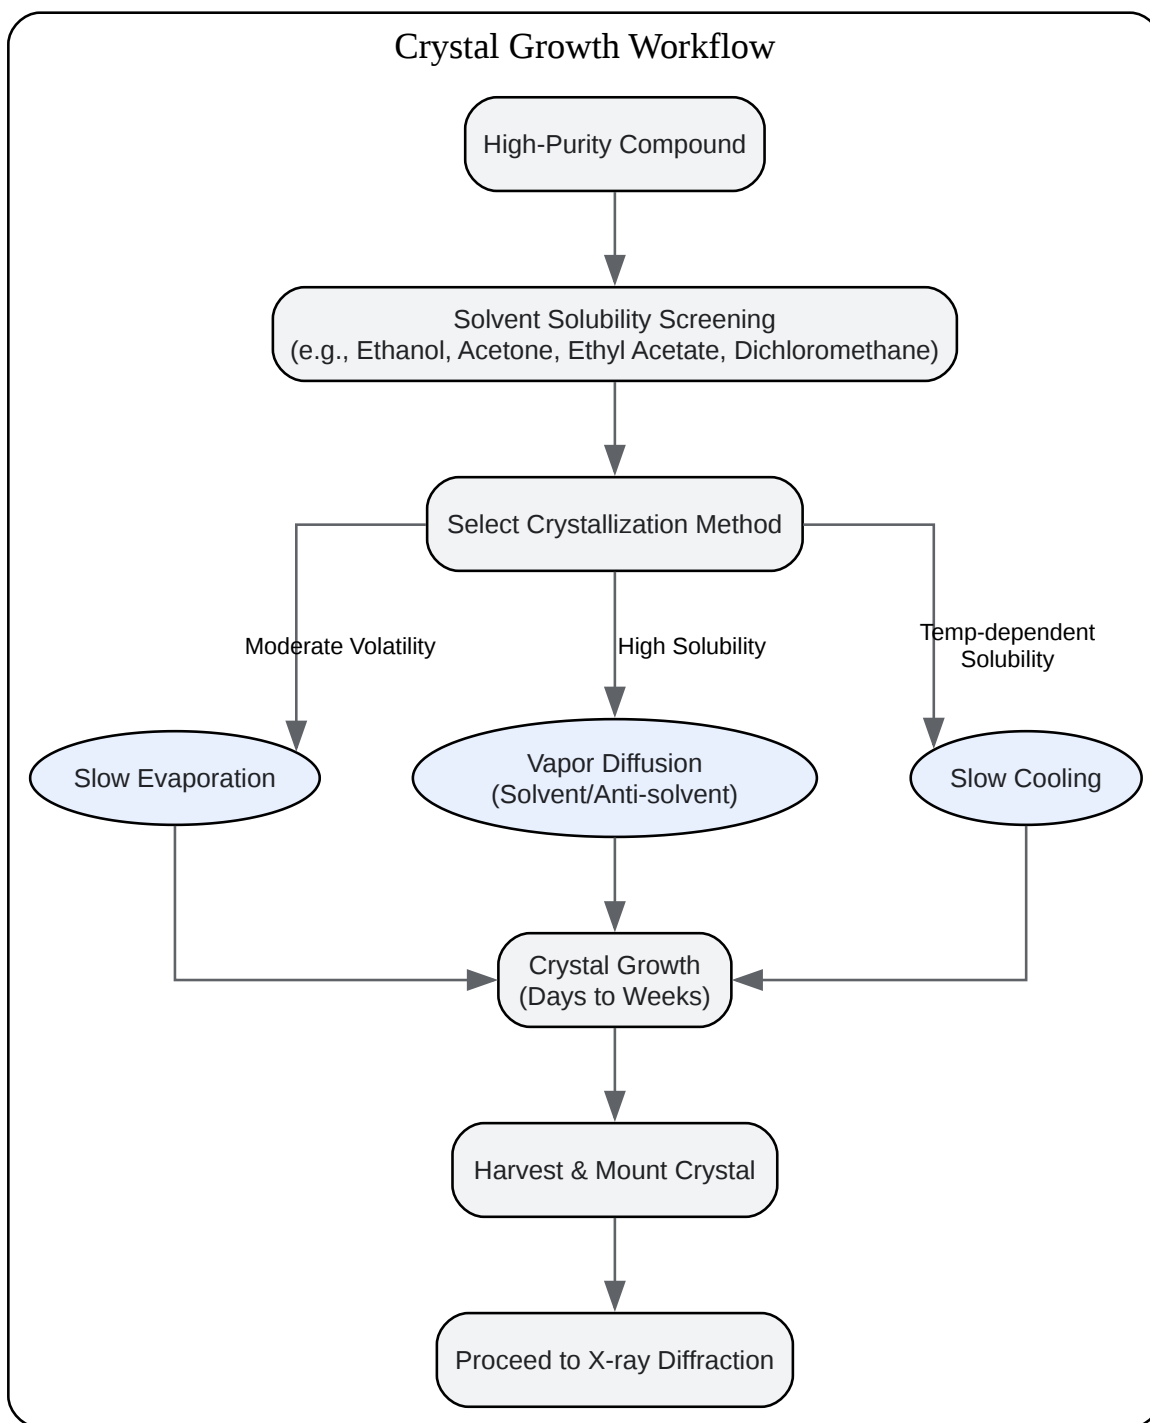 Crystal Growth Workflow
High-Purity Compound
Solvent Solubility Screening
(e.g., Ethanol, Acetone, Ethyl Acetate, Dichloromethane)
Select Crystallization Method
Moderate Volatility
High Solubility
Temp-dependent
Solubility
Slow Evaporation
Vapor Diffusion
(Solvent/Anti-solvent)
Slow Cooling
Crystal Growth
(Days to Weeks)
Harvest & Mount Crystal
Proceed to X-ray Diffraction